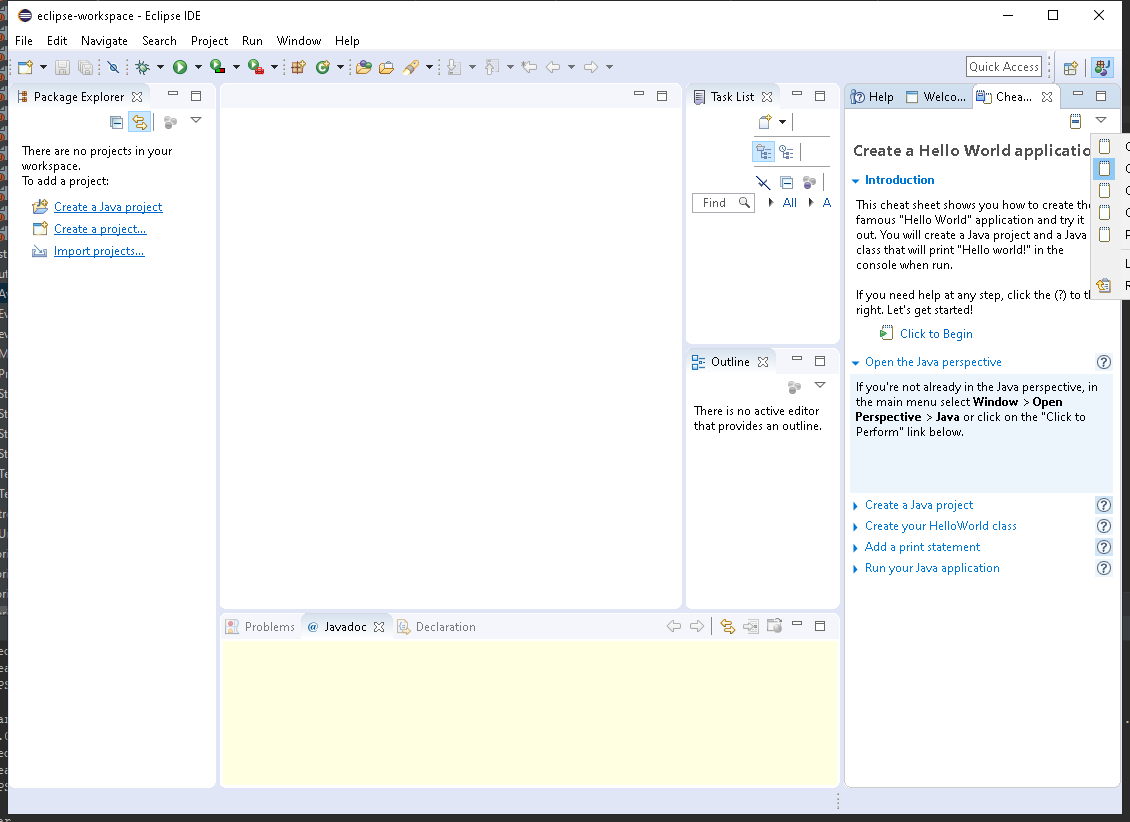 eclipse-workspace - Eclipse IDE
File Edit Navigate Search Project Run Window Help
Quick Access
Package Explorer
There are no projects in your
workspace.
To add a project:
Create a Java project
Create a project...
Import projects...
Task List
Find
All
A
Outline
There is no active editor
that provides an outline.
Help Welco... Chea...
Create a Hello World applicatio
Introduction
This cheat sheet shows you how to create the
famous "Hello World" application and try it
out. You will create a Java project and a Java
class that will print "Hello world!" in the
console when run.
If you need help at any step, click the (?) to th
right. Let's get started!
Click to Begin
Open the Java perspective
If you're not already in the Java perspective, in
the main menu select Window > Open
Perspective > Java or click on the "Click to
Perform" link below.
Create a Java project
Create your HelloWorld class
Add a print statement
Run your Java application
Problems @ Javadoc Declaration